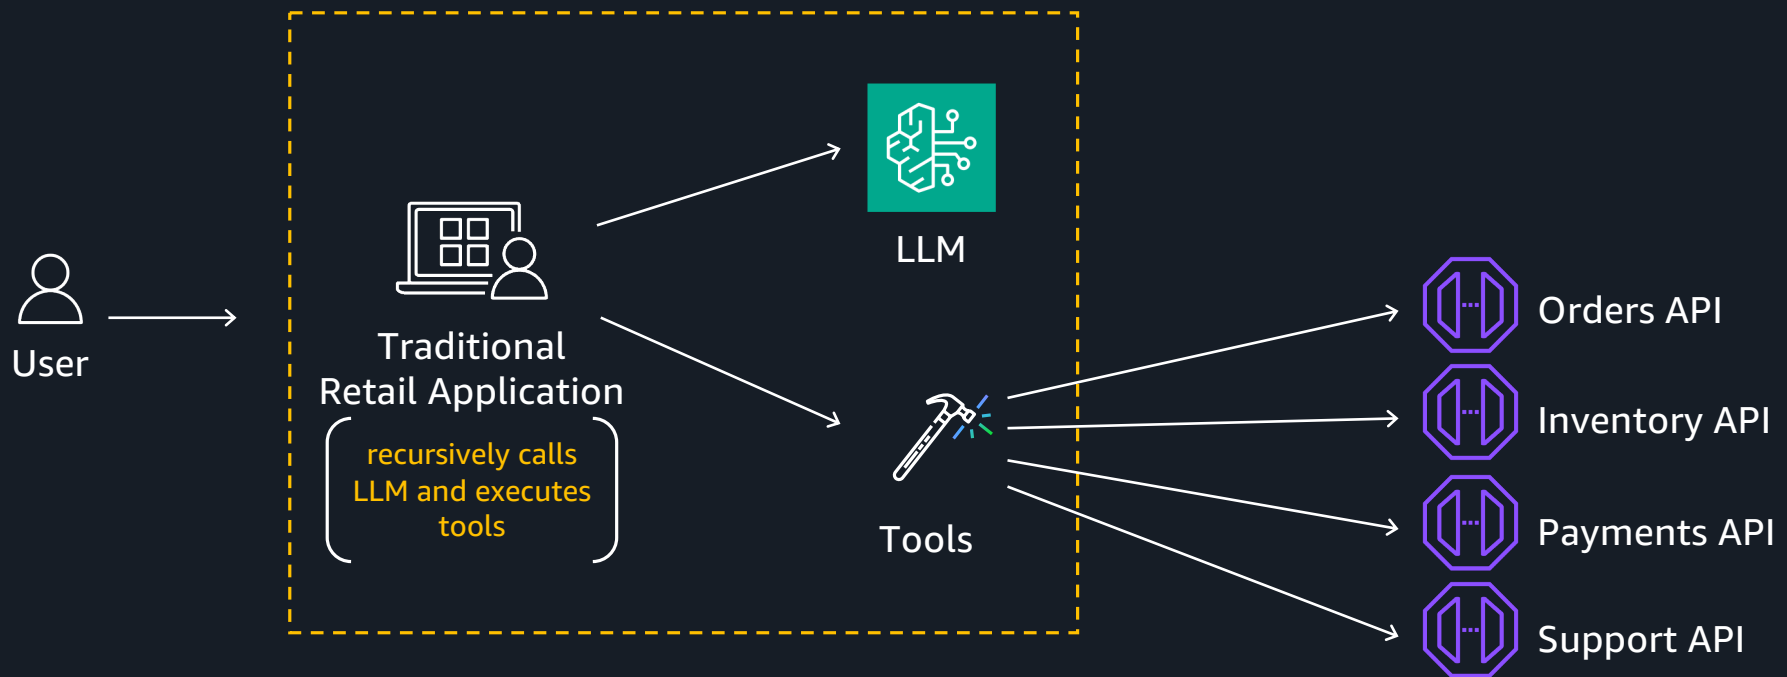 User
Traditional
Retail Application
recursively calls
LLM and executes
tools
LLM
Tools
Orders API
Inventory API
Payments API
Support API